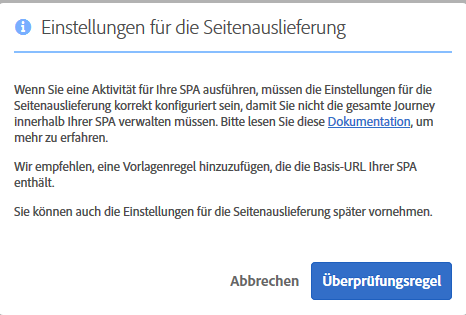 Einstellungen für die Seitenauslieferung
Wenn Sie eine Aktivität für Ihre SPA ausführen, müssen die Einstellungen für die
Seitenauslieferung korrekt konfiguriert sein, damit Sie nicht die gesamte Journey
innerhalb Ihrer SPA verwalten müssen. Bitte lesen Sie diese Dokumentation, um
mehr zu erfahren.
Wir empfehlen, eine Vorlagenregel hinzuzufügen, die die Basis-URL Ihrer SPA
enthält.
Sie können auch die Einstellungen für die Seitenauslieferung später vornehmen.
Abbrechen Überprüfungsregel